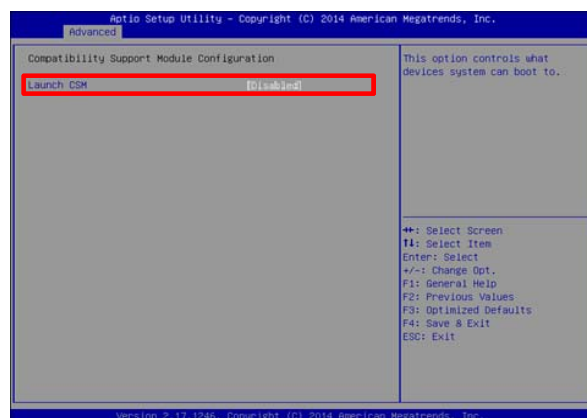 Aptio Setup Utility – Copyright (C) 2014 American Megatrends, Inc.
Advanced
Compatibility Support Module Configuration
Launch CSM [Disabled]
This option controls what
devices system can boot to.
→←: Select Screen
↑↓: Select Item
Enter: Select
+/-: Change Opt.
F1: General Help
F2: Previous Values
F3: Optimized Defaults
F4: Save & Exit
ESC: Exit
Version 2.17.1246. Copyright (C) 2014 American Megatrends, Inc.